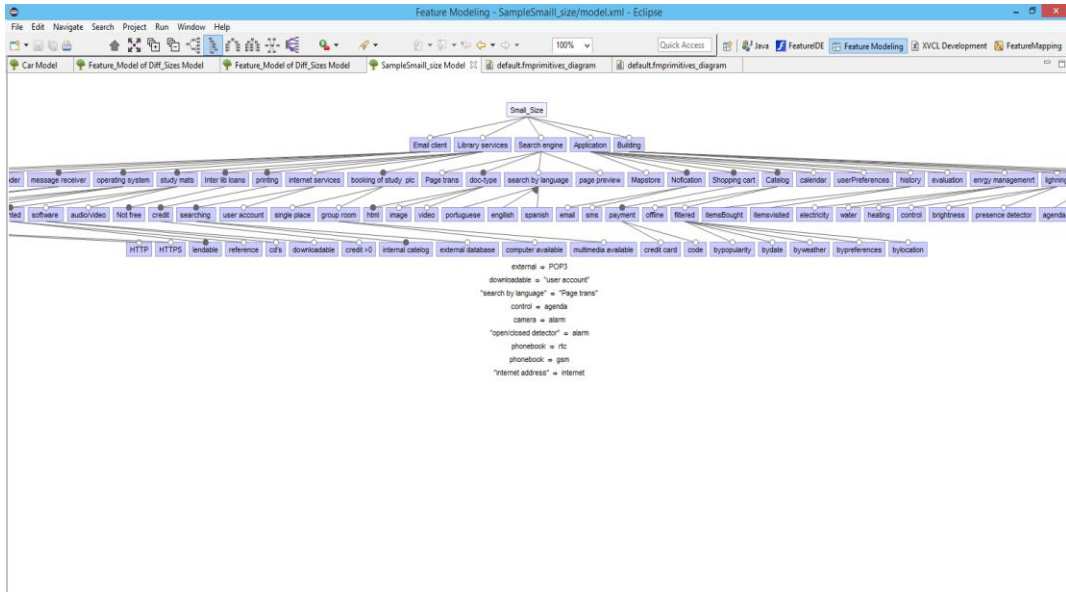 Feature Modeling - SampleSmaill_size/model.xml - Eclipse
File Edit Navigate Search Project Run Window Help
100% Quick Access Java FeatureIDE Feature Modeling XVCL Development FeatureMapping
Car Model Feature_Model of Diff_Sizes Model Feature_Model of Diff_Sizes Model SampleSmaill_size Model default.fmprimitives_diagram default.fmprimitives_diagram
Small_Size
Email client Library services Search engine Application Building
der message receiver operating system study mats Inter lib loans printing internet services booking of study pic Page trans doc-type search by language page preview Mapstore Nofication Shopping cart Catelog calendar userPreferences history evaluation enrgy managemenrt lighning
nted software audio/video Not free credit searching user account single place group room html image video portuguese engilish spanish email sms payment offline filtered itemsBought itemsvisited electricity water heating control brightness presence detector agenda
HTTP HTTPS lendable reference cd's downloadable credit >0 internal catelog external database computer available multimedia available credit card code bypopularity bydate byweather bypreferences bylocation
external ⇒ POP3
downloadable ⇒ "user account"
"search by language" ⇒ "Page trans"
control ⇒ agenda
camera ⇒ alarm
"open/closed detector" ⇒ alarm
phonebook ⇒ rtc
phonebook ⇒ gsm
"internet address" ⇒ internet